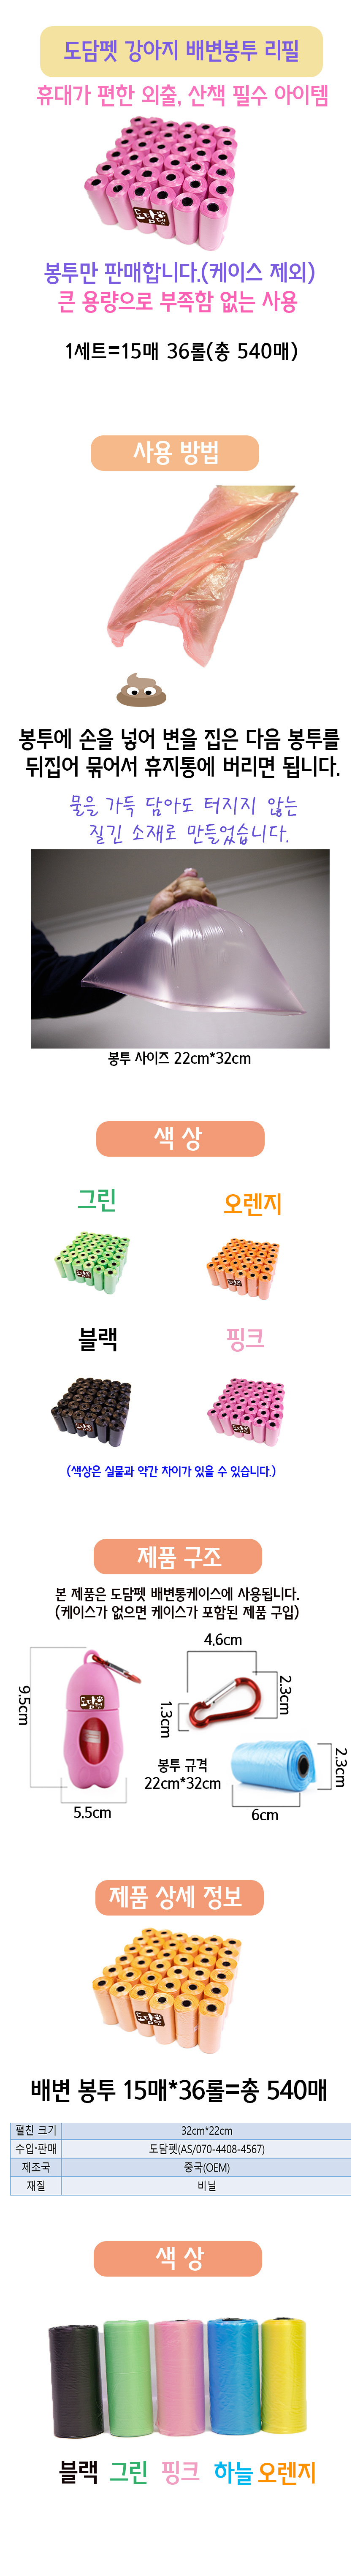 도담펫 강아지 배변봉투 리필
휴대가 편한 외출, 산책 필수 아이템
도담펫
봉투만 판매합니다.(케이스 제외)
큰 용량으로 부족함 없는 사용
1세트=15매 36롤(총 540매)
사용 방법
봉투에 손을 넣어 변을 집은 다음 봉투를
뒤집어 묶어서 휴지통에 버리면 됩니다.
물을 가득 담아도 터지지 않는
질긴 소재로 만들었습니다.
봉투 사이즈 22cm*32cm
색 상
그린
오렌지
블랙
핑크
(색상은 실물과 약간 차이가 있을 수 있습니다.)
제품 구조
본 제품은 도담펫 배변통케이스에 사용됩니다.
(케이스가 없으면 케이스가 포함된 제품 구입)
4.6cm
9.5cm
2.3cm
1.3cm
봉투 규격
22cm*32cm
2.3cm
5.5cm
6cm
제품 상세 정보
배변 봉투 15매*36롤=총 540매
펼친 크기 32cm*22cm
수입·판매 도담펫(AS/070-4408-4567)
제조국 중국(OEM)
재질 비닐
색 상
블랙 그린 핑크 하늘 오렌지